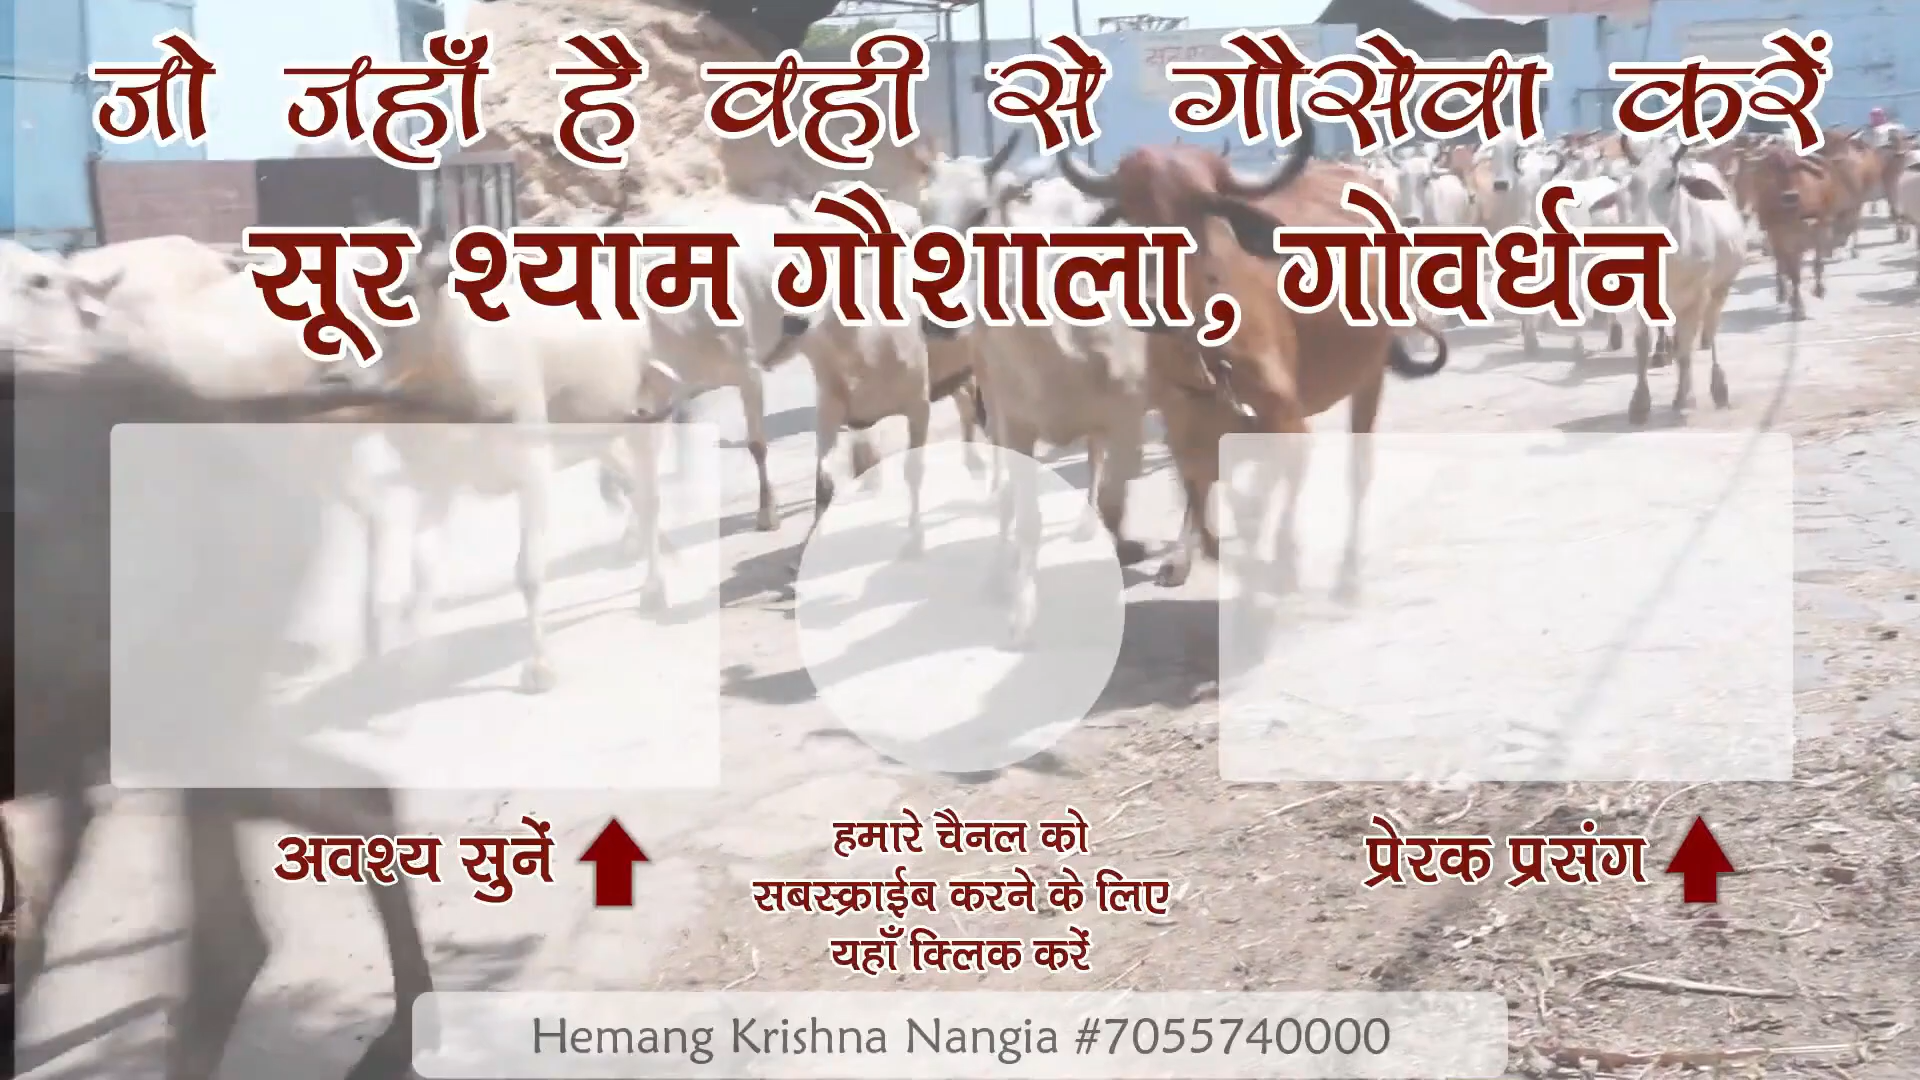 जो जहाँ है वही से गौसेवा करें
सूर श्याम गौशाला, गोवर्धन
अवश्य सुनें
हमारे चैनल को
सबस्क्राईब करने के लिए
यहाँ क्लिक करें
प्रेरक प्रसंग
Hemang Krishna Nangia #7055740000